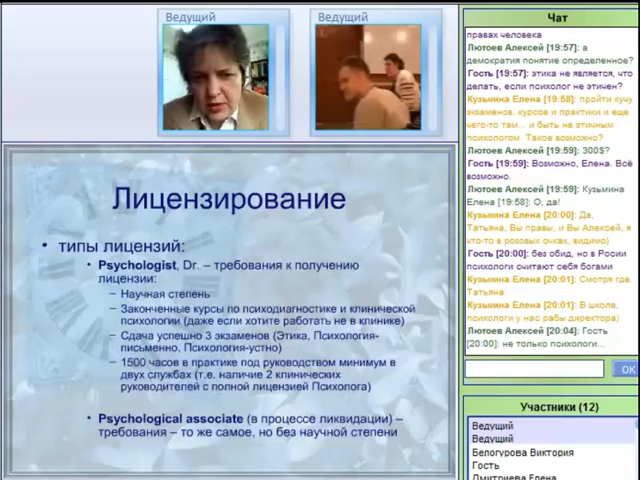 Ведущий
Ведущий
Лицензирование
• типы лицензий:
• Psychologist, Dr. – требования к получению
лицензии:
– Научная степень
– Законченные курсы по психодиагностике и клинической
психологии (даже если хотите работать не в клинике)
– Сдача успешно 3 экзаменов (Этика, Психология-
письменно, Психология-устно)
– 1500 часов в практике под руководством минимум в
двух службах (т.е. наличие 2 клинических
руководителей с полной лицензией Психолога)
• Psychological associate (в процессе ликвидации) –
требования – то же самое, но без научной степени
Чат
правах человека
Лютоев Алексей [19:57]: а
демократия понятие определенное?
Гость [19:57]: этика не является, что
делать, если психолог не этичен?
Кузьмина Елена [19:58]: пройти кучу
экзаменов, курсов и практики и еще
чего-то там... и быть не этичным
психологом. Такое возможно?
Лютоев Алексей [19:59]: 300$?
Гость [19:59]: Возможно, Елена. Всё
возможно.
Лютоев Алексей [19:59]: Кузьмина
Елена [19:58]: О, да!
Кузьмина Елена [20:00]: Да,
Татьяна, Вы правы, и Вы Алексей, я
что-то в розовых очках, видимо)
Гость [20:00]: без обид, но в Росии
психологи считают себя богами
Кузьмина Елена [20:01]: Смотря где,
Татьяна
Кузьмина Елена [20:01]: В школе,
психологи у нас рабы директора)
Лютоев Алексей [20:04]: Гость
[20:00]: не только психологи...
ОК
Участники (12)
Ведущий
Ведущий
Белогурова Виктория
Гость
Дмитриева Елена